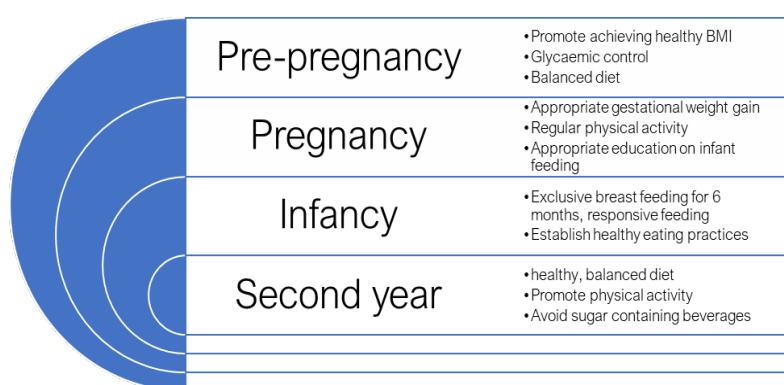 Pre-pregnancy
•Promote achieving healthy BMI
•Glycaemic control
•Balanced diet
Pregnancy
•Appropriate gestational weight gain
•Regular physical activity
•Appropriate education on infant
feeding
Infancy
•Exclusive breast feeding for 6
months, responsive feeding
•Establish healthy eating practices
Second year
•healthy, balanced diet
•Promote physical activity
•Avoid sugar containing beverages